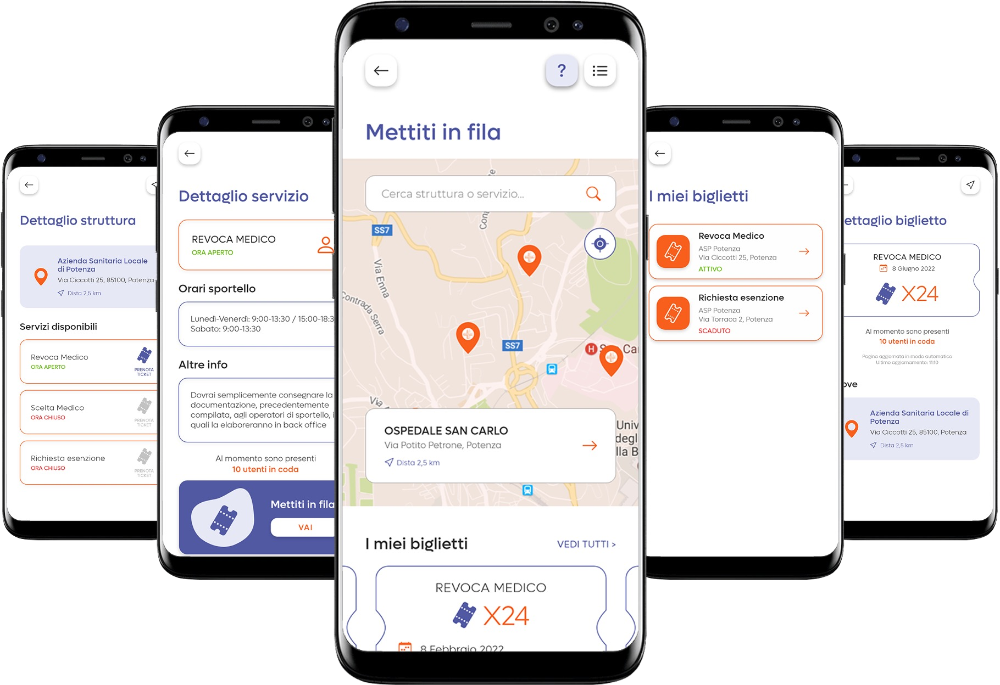 Dettaglio struttura
Azienda Sanitaria Locale
di Potenza
Via Ciccotti 25, 85100, Potenza
Dista 2,5 km
Servizi disponibili
Revoca Medico
ORA APERTO
PRENOTA
TICKET
Scelta Medico
ORA CHIUSO
PRENOTA
TICKET
Richiesta esenzione
ORA CHIUSO
PRENOTA
TICKET
Dettaglio servizio
REVOCA MEDICO
ORA APERTO
Orari sportello
Lunedì-Venerdì: 9:00-13:30 / 15:00-18:3
Sabato: 9:00-13:30
Altre info
Dovrai semplicemente consegnare la
documentazione, precedentemente
compilata, agli operatori di sportello, i
quali la elaboreranno in back office
Al momento sono presenti
10 utenti in coda
Mettiti in fila
VAI
?
Mettiti in fila
Cerca struttura o servizio...
SS7
Via Enna
Contrada Serra
SS7
H
Via
Univ
degl
lla B
OSPEDALE SAN CARLO
Via Potito Petrone, Potenza
Dista 2,5 km
I miei biglietti
VEDI TUTTI >
REVOCA MEDICO
X24
8 Febbraio 2022
I miei biglietti
Revoca Medico
ASP Potenza
Via Ciccotti 25, Potenza
ATTIVO
Richiesta esenzione
ASP Potenza
Via Torraca 2, Potenza
SCADUTO
ettaglio biglietto
REVOCA MEDICO
8 Giugno 2022
X24
Al momento sono presenti
10 utenti in coda
Pagina aggiornata in modo automatico
Ultimo aggiornamento: 11:10
ove
Azienda Sanitaria Locale di
Potenza
Via Ciccotti 25, 85100, Potenza
Dista 2,5 km